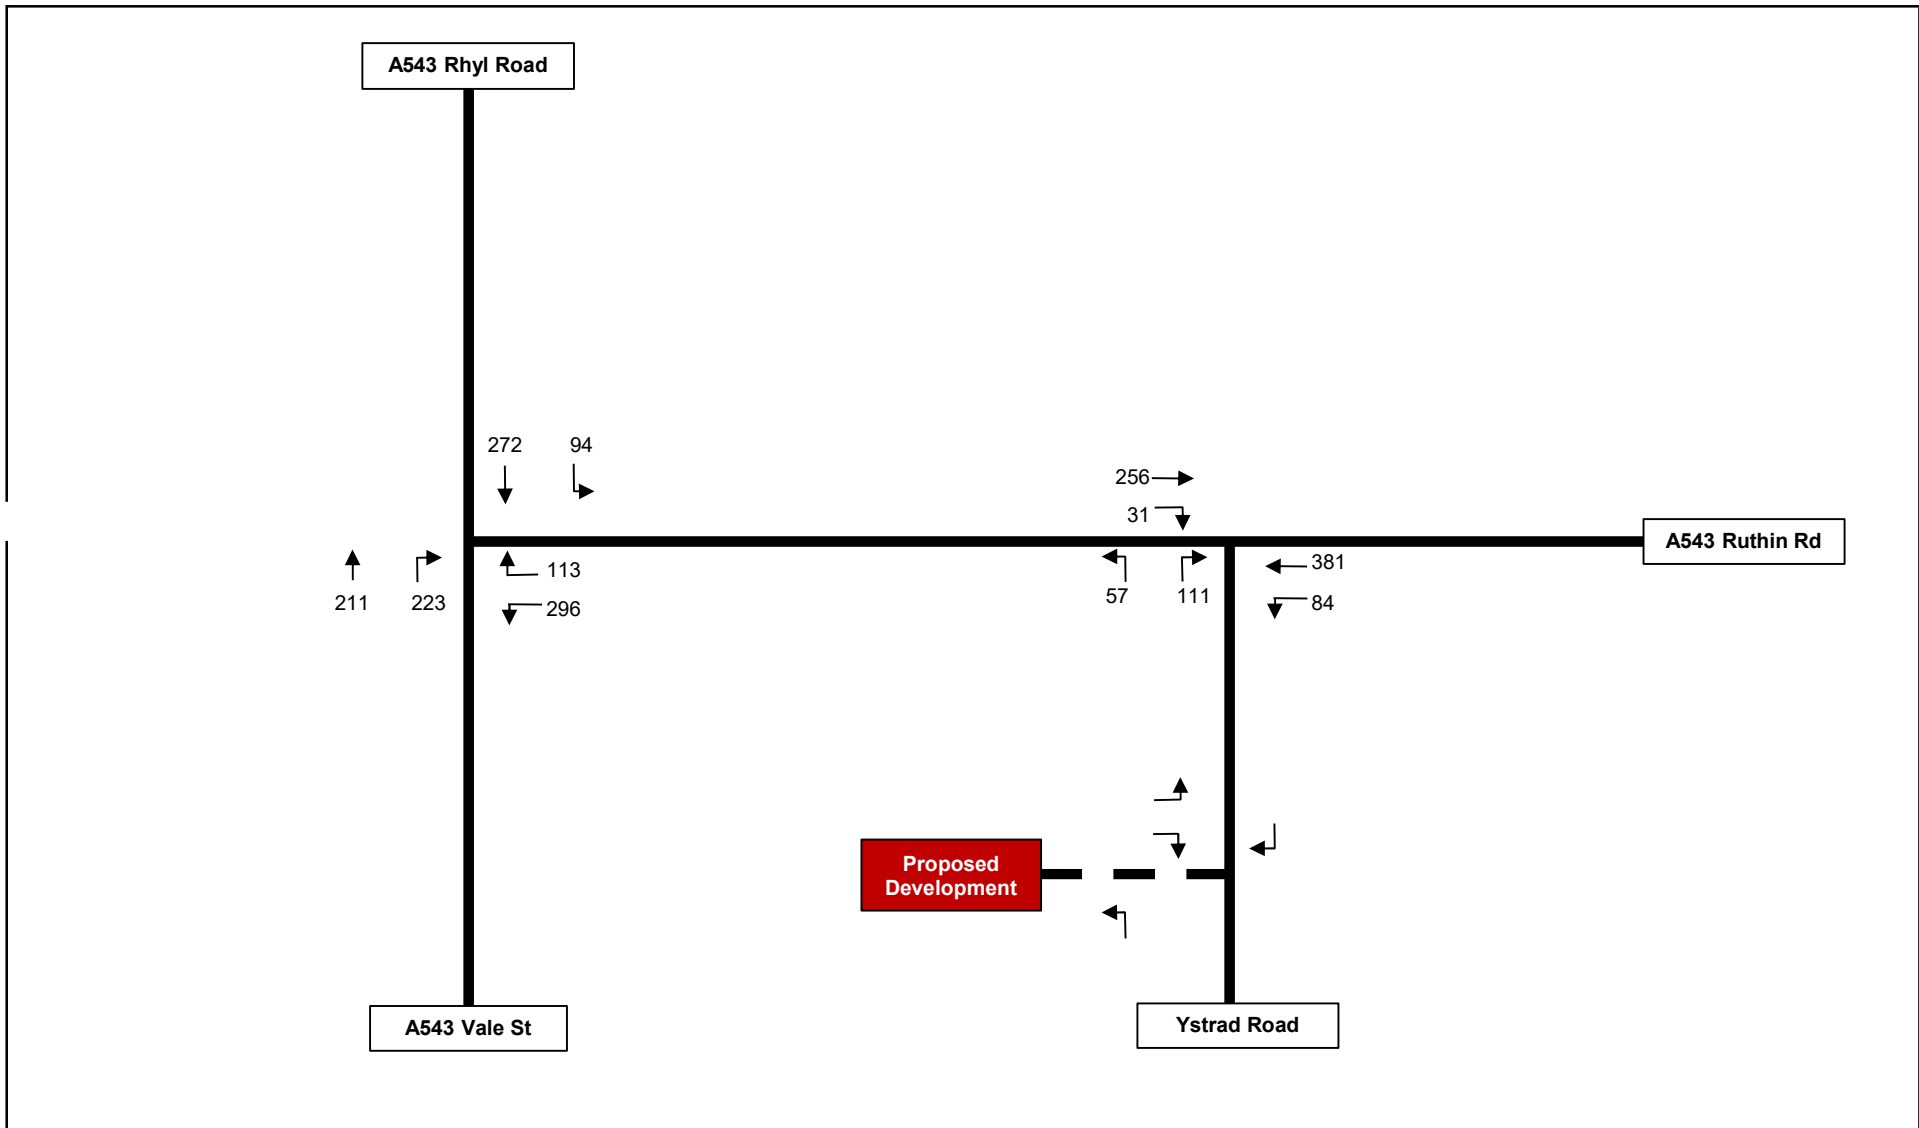 A543 Rhyl Road
272
94
256
31
A543 Ruthin Rd
113
381
211
223
296
57
111
84
Proposed
Development
A543 Vale St
Ystrad Road